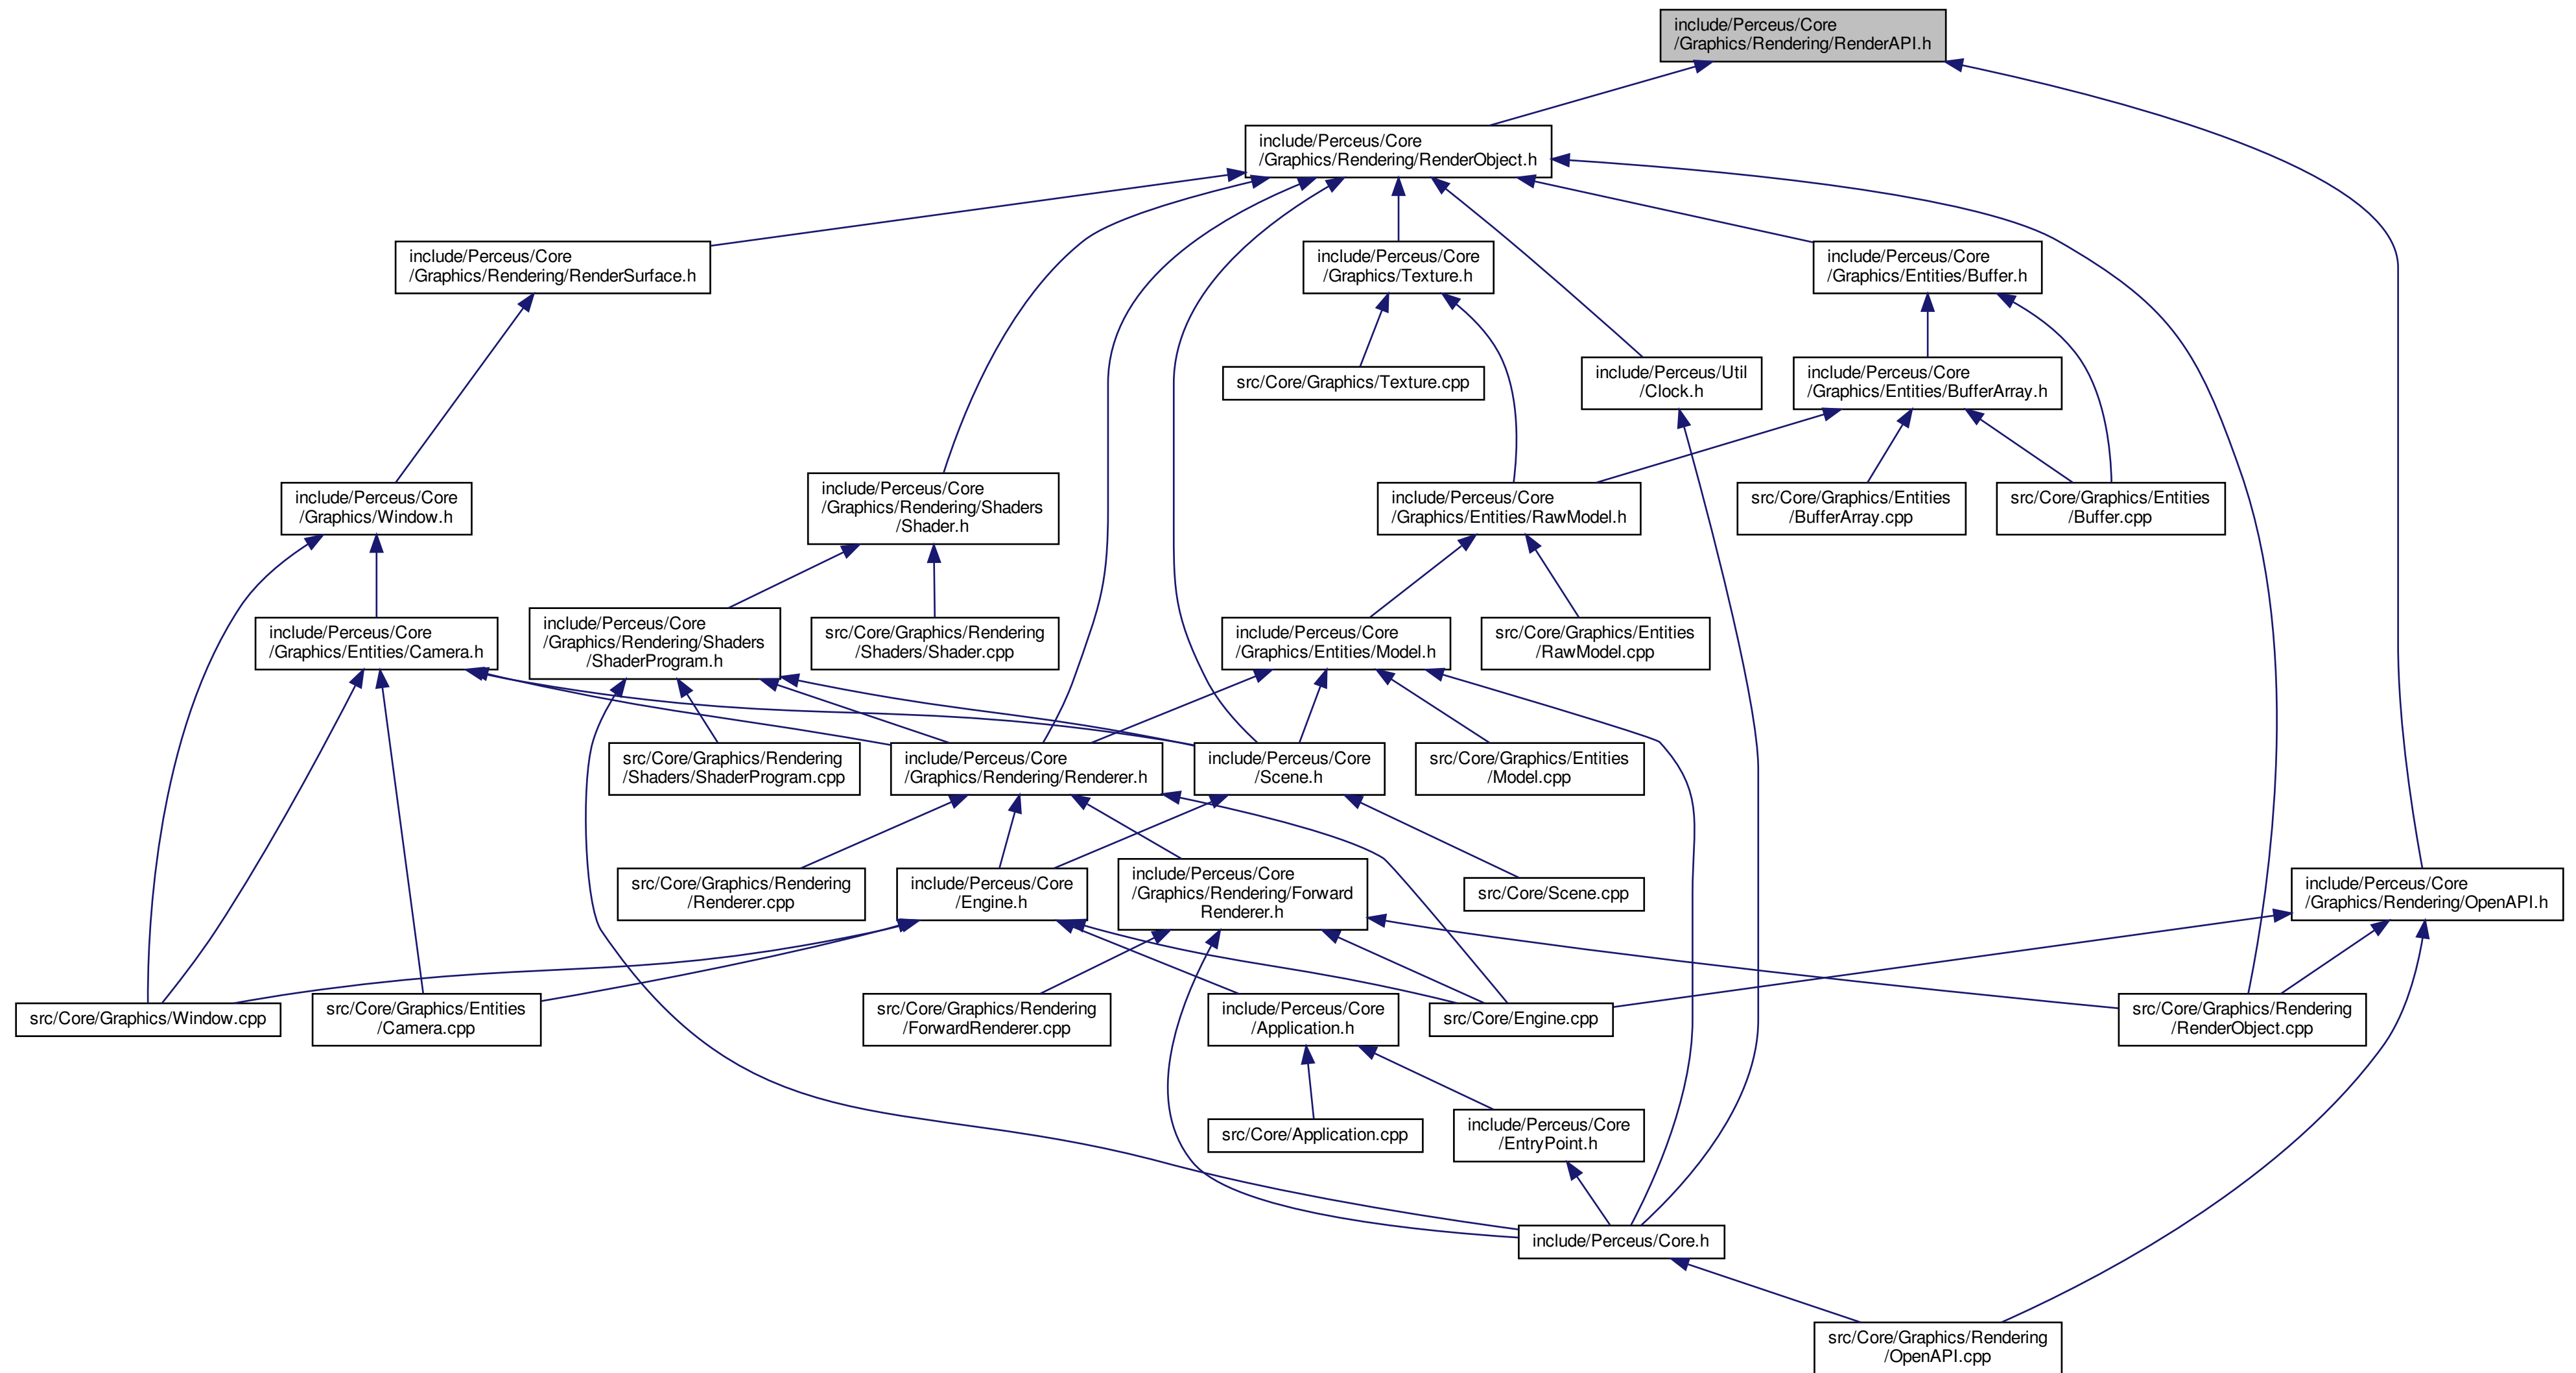 include/Perceus/Core
/Graphics/Rendering/RenderAPI.h
include/Perceus/Core
/Graphics/Rendering/RenderObject.h
include/Perceus/Core
/Graphics/Rendering/RenderSurface.h
include/Perceus/Core
/Graphics/Texture.h
include/Perceus/Core
/Graphics/Entities/Buffer.h
src/Core/Graphics/Texture.cpp
include/Perceus/Util
/Clock.h
include/Perceus/Core
/Graphics/Entities/BufferArray.h
include/Perceus/Core
/Graphics/Window.h
include/Perceus/Core
/Graphics/Rendering/Shaders
/Shader.h
include/Perceus/Core
/Graphics/Entities/RawModel.h
src/Core/Graphics/Entities
/BufferArray.cpp
src/Core/Graphics/Entities
/Buffer.cpp
include/Perceus/Core
/Graphics/Entities/Camera.h
include/Perceus/Core
/Graphics/Rendering/Shaders
/ShaderProgram.h
src/Core/Graphics/Rendering
/Shaders/Shader.cpp
include/Perceus/Core
/Graphics/Entities/Model.h
src/Core/Graphics/Entities
/RawModel.cpp
src/Core/Graphics/Rendering
/Shaders/ShaderProgram.cpp
include/Perceus/Core
/Graphics/Rendering/Renderer.h
include/Perceus/Core
/Scene.h
src/Core/Graphics/Entities
/Model.cpp
src/Core/Graphics/Rendering
/Renderer.cpp
include/Perceus/Core
/Engine.h
include/Perceus/Core
/Graphics/Rendering/Forward
Renderer.h
src/Core/Scene.cpp
include/Perceus/Core
/Graphics/Rendering/OpenAPI.h
src/Core/Graphics/Window.cpp
src/Core/Graphics/Entities
/Camera.cpp
src/Core/Graphics/Rendering
/ForwardRenderer.cpp
include/Perceus/Core
/Application.h
src/Core/Engine.cpp
src/Core/Graphics/Rendering
/RenderObject.cpp
src/Core/Application.cpp
include/Perceus/Core
/EntryPoint.h
include/Perceus/Core.h
src/Core/Graphics/Rendering
/OpenAPI.cpp